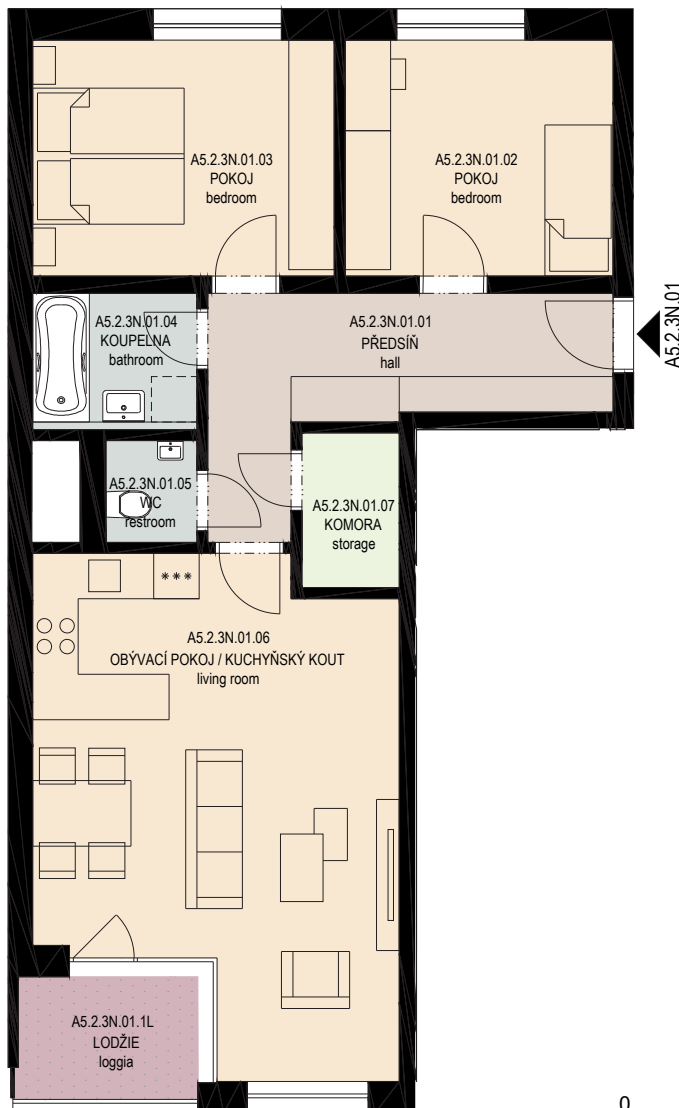 A5.2.3N.01.03
POKOJ
bedroom
A5.2.3N.01.02
POKOJ
bedroom
A5.2.3N.01.04
KOUPELNA
bathroom
A5.2.3N.01.01
PŘEDSÍŇ
hall
A5.2.3N.01
A5.2.3N.01.05
WC
restroom
A5.2.3N.01.07
KOMORA
storage
***
A5.2.3N.01.06
OBÝVACÍ POKOJ / KUCHYŇSKÝ KOUT
living room
A5.2.3N.01.1L
LODŽIE
loggia
0